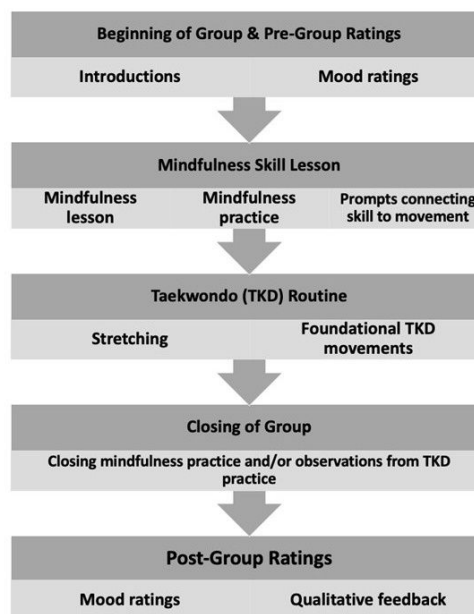 Beginning of Group & Pre-Group Ratings
Introductions
Mood ratings
Mindfulness Skill Lesson
Mindfulness
lesson
Mindfulness
practice
Prompts connecting
skill to movement
Taekwondo (TKD) Routine
Stretching
Foundational TKD
movements
Closing of Group
Closing mindfulness practice and/or observations from TKD
practice
Post-Group Ratings
Mood ratings
Qualitative feedback